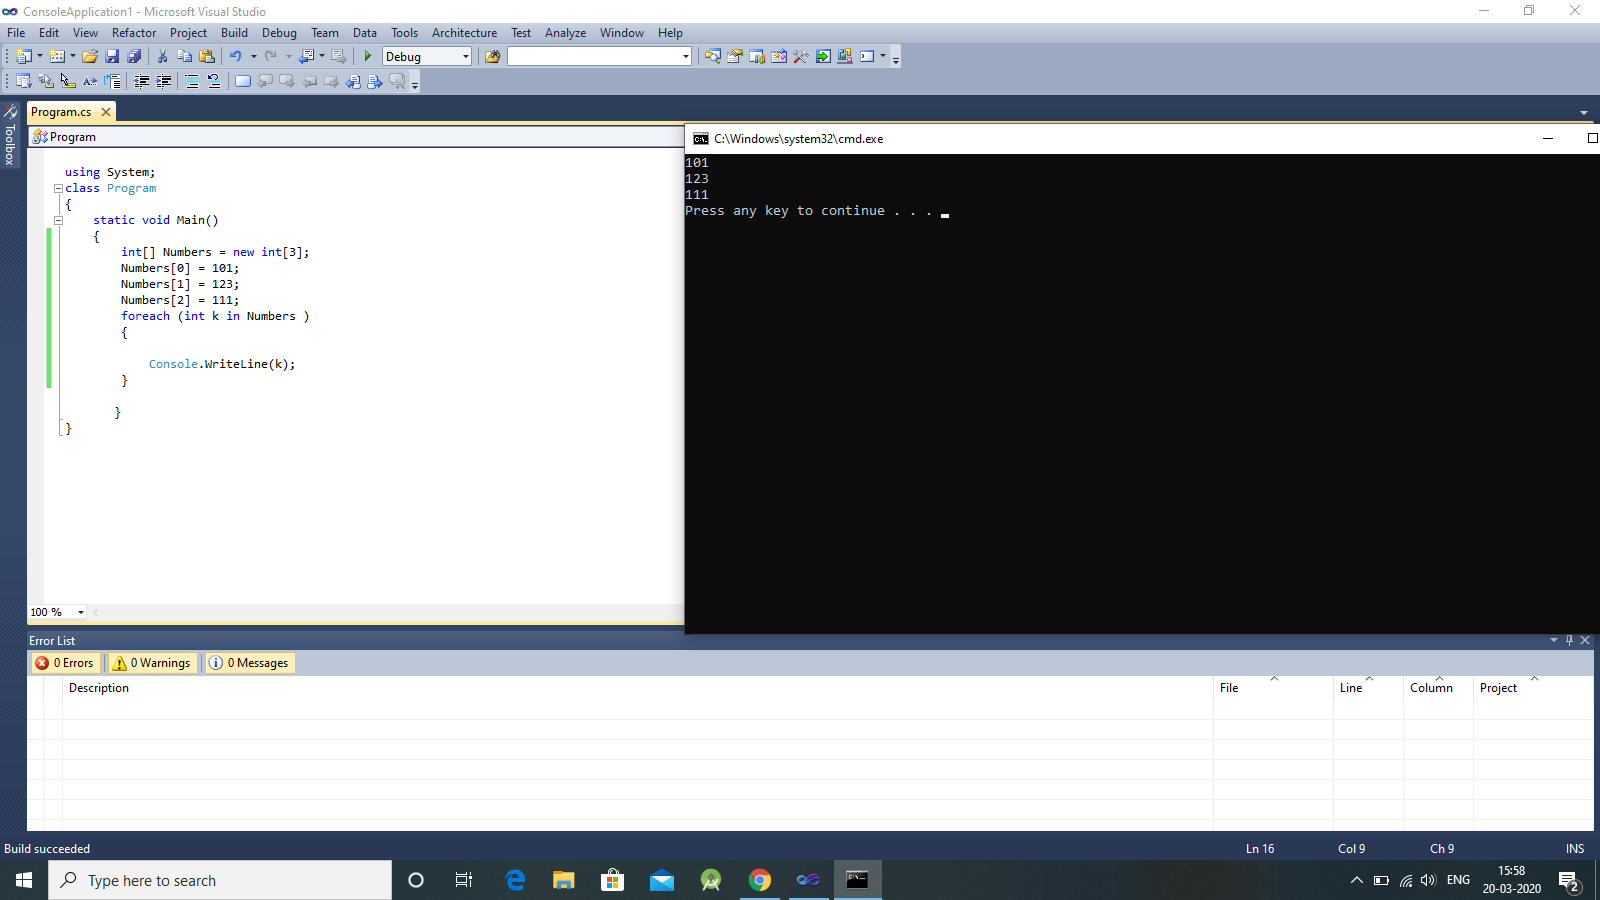 ConsoleApplication1 - Microsoft Visual Studio
File Edit View Refactor Project Build Debug Team Data Tools Architecture Test Analyze Window Help
Debug
Toolbox
Program.cs
Program
using System;
class Program
{
static void Main()
{
int[] Numbers = new int[3];
Numbers[0] = 101;
Numbers[1] = 123;
Numbers[2] = 111;
foreach (int k in Numbers )
{
Console.WriteLine(k);
}
}
}
100 %
C:\Windows\system32\cmd.exe
101
123
111
Press any key to continue . . .
Error List
0 Errors 0 Warnings 0 Messages
Description File Line Column Project
Build succeeded Ln 16 Col 9 Ch 9 INS
Type here to search
ENG
15:58
20-03-2020
2